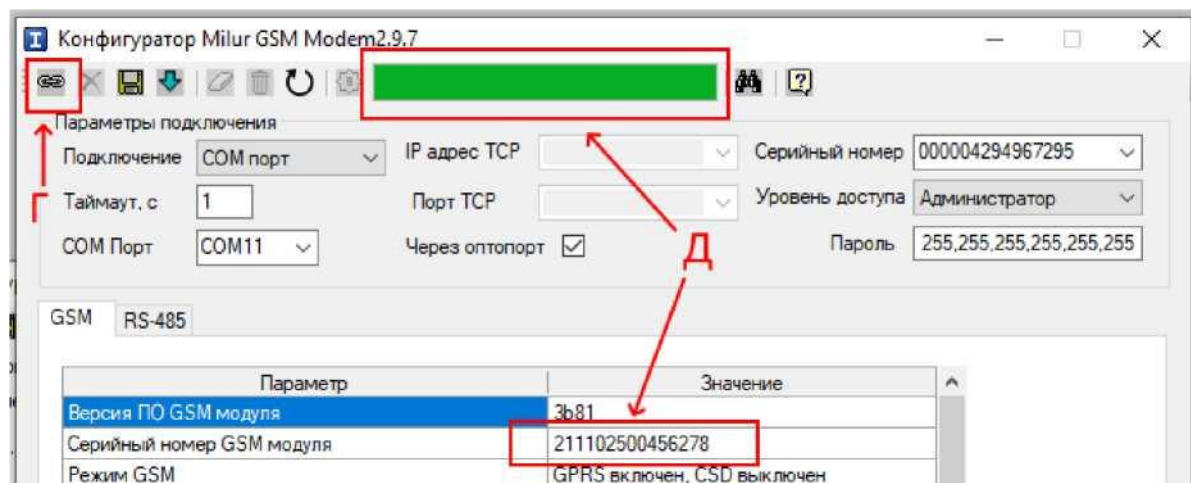 Конфигуратор Milur GSM Modem2.9.7
Параметры подключения
Подключение COM порт IP адрес TCP Серийный номер 000004294967295
Г Таймаут, с 1 Порт TCP Уровень доступа Администратор
COM Порт COM11 Через оптопорт Д Пароль 255,255,255,255,255,255
GSM RS-485
Параметр Значение
Версия ПО GSM модуля 3b81
Серийный номер GSM модуля 211102500456278
Режим GSM GPRS включен, CSD выключен